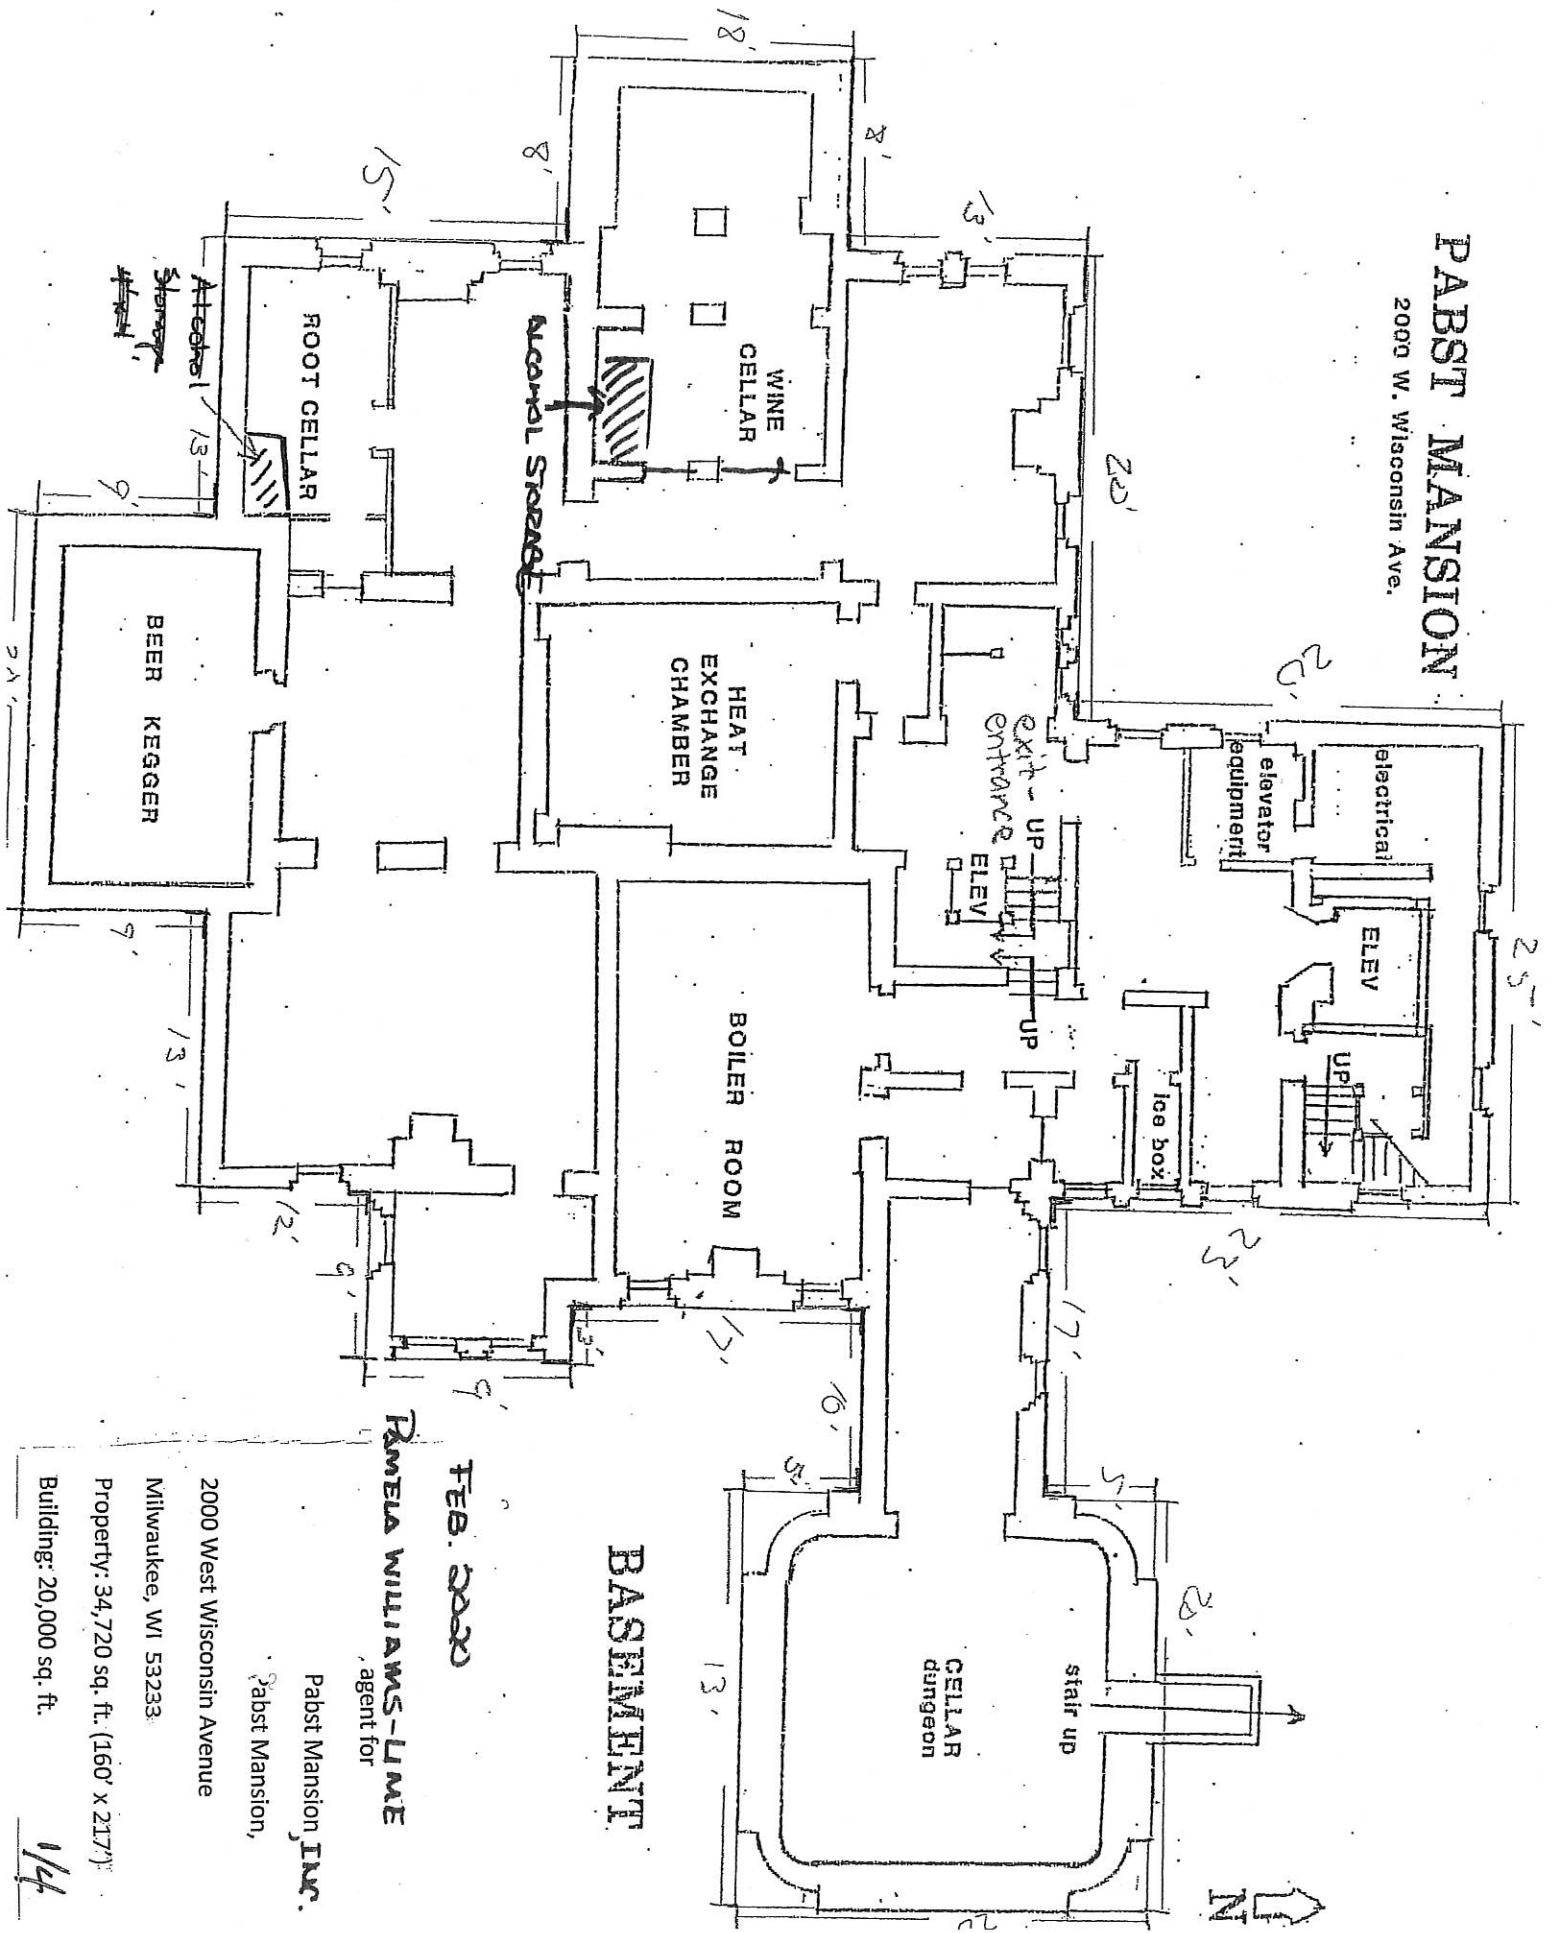 PABST MANSION
2000 W. Wisconsin Ave.
18'
8'
8'
13'
15'
20'
20'
25'
23'
17'
5'
20'
13'
5'
16'
17'
3'
9'
9'
12'
13'
9'
9'
13'
electrical
elevator
equipment
ELEV
UP
ice box
exit-
entrance
UP
ELEV
UP
WINE
CELLAR
ALCOHOL STORAGE
ROOT CELLAR
Alcohol
Storage
HEAT
EXCHANGE
CHAMBER
BEER KEGGER
BOILER ROOM
CELLAR
dungeon
stair up
N
BASEMENT
FEB. 2020
PAMELA WILLIAMS-LIME
agent for
Pabst Mansion, INC.
Pabst Mansion,
2000 West Wisconsin Avenue
Milwaukee, WI 53233
Property: 34,720 sq. ft. (160' x 217')
Building: 20,000 sq. ft.
1/4